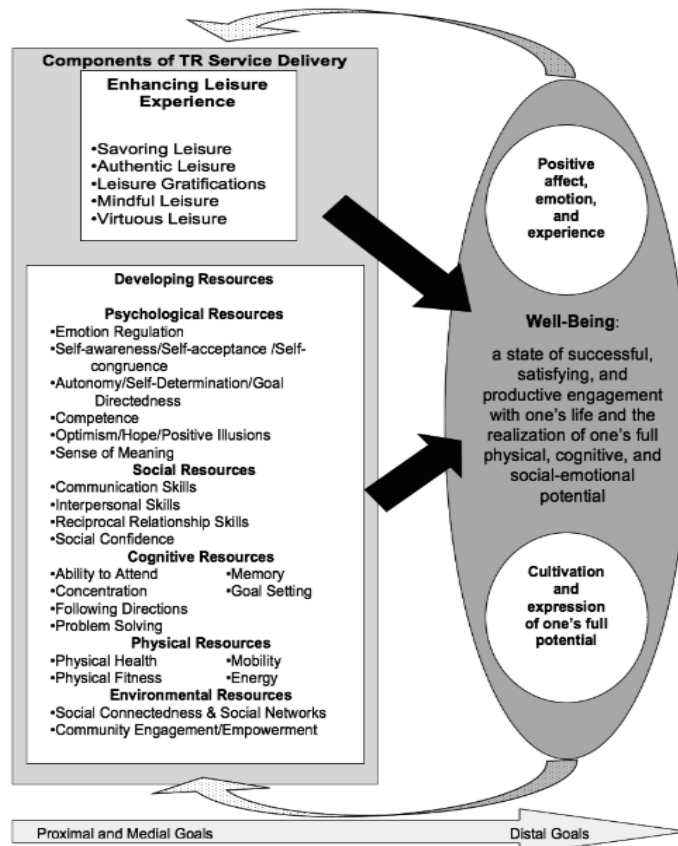 Components of TR Service Delivery
Enhancing Leisure
Experience
•Savoring Leisure
•Authentic Leisure
•Leisure Gratifications
•Mindful Leisure
•Virtuous Leisure
Developing Resources
Psychological Resources
•Emotion Regulation
•Self-awareness/Self-acceptance /Self-
congruence
•Autonomy/Self-Determination/Goal
Directedness
•Competence
•Optimism/Hope/Positive Illusions
•Sense of Meaning
Social Resources
•Communication Skills
•Interpersonal Skills
•Reciprocal Relationship Skills
•Social Confidence
Cognitive Resources
•Ability to Attend •Memory
•Concentration •Goal Setting
•Following Directions
•Problem Solving
Physical Resources
•Physical Health •Mobility
•Physical Fitness •Energy
Environmental Resources
•Social Connectedness & Social Networks
•Community Engagement/Empowerment
Positive
affect,
emotion,
and
experience
Well-Being:
a state of successful,
satisfying, and
productive engagement
with one's life and the
realization of one's full
physical, cognitive, and
social-emotional
potential
Cultivation
and
expression
of one's full
potential
Proximal and Medial Goals
Distal Goals